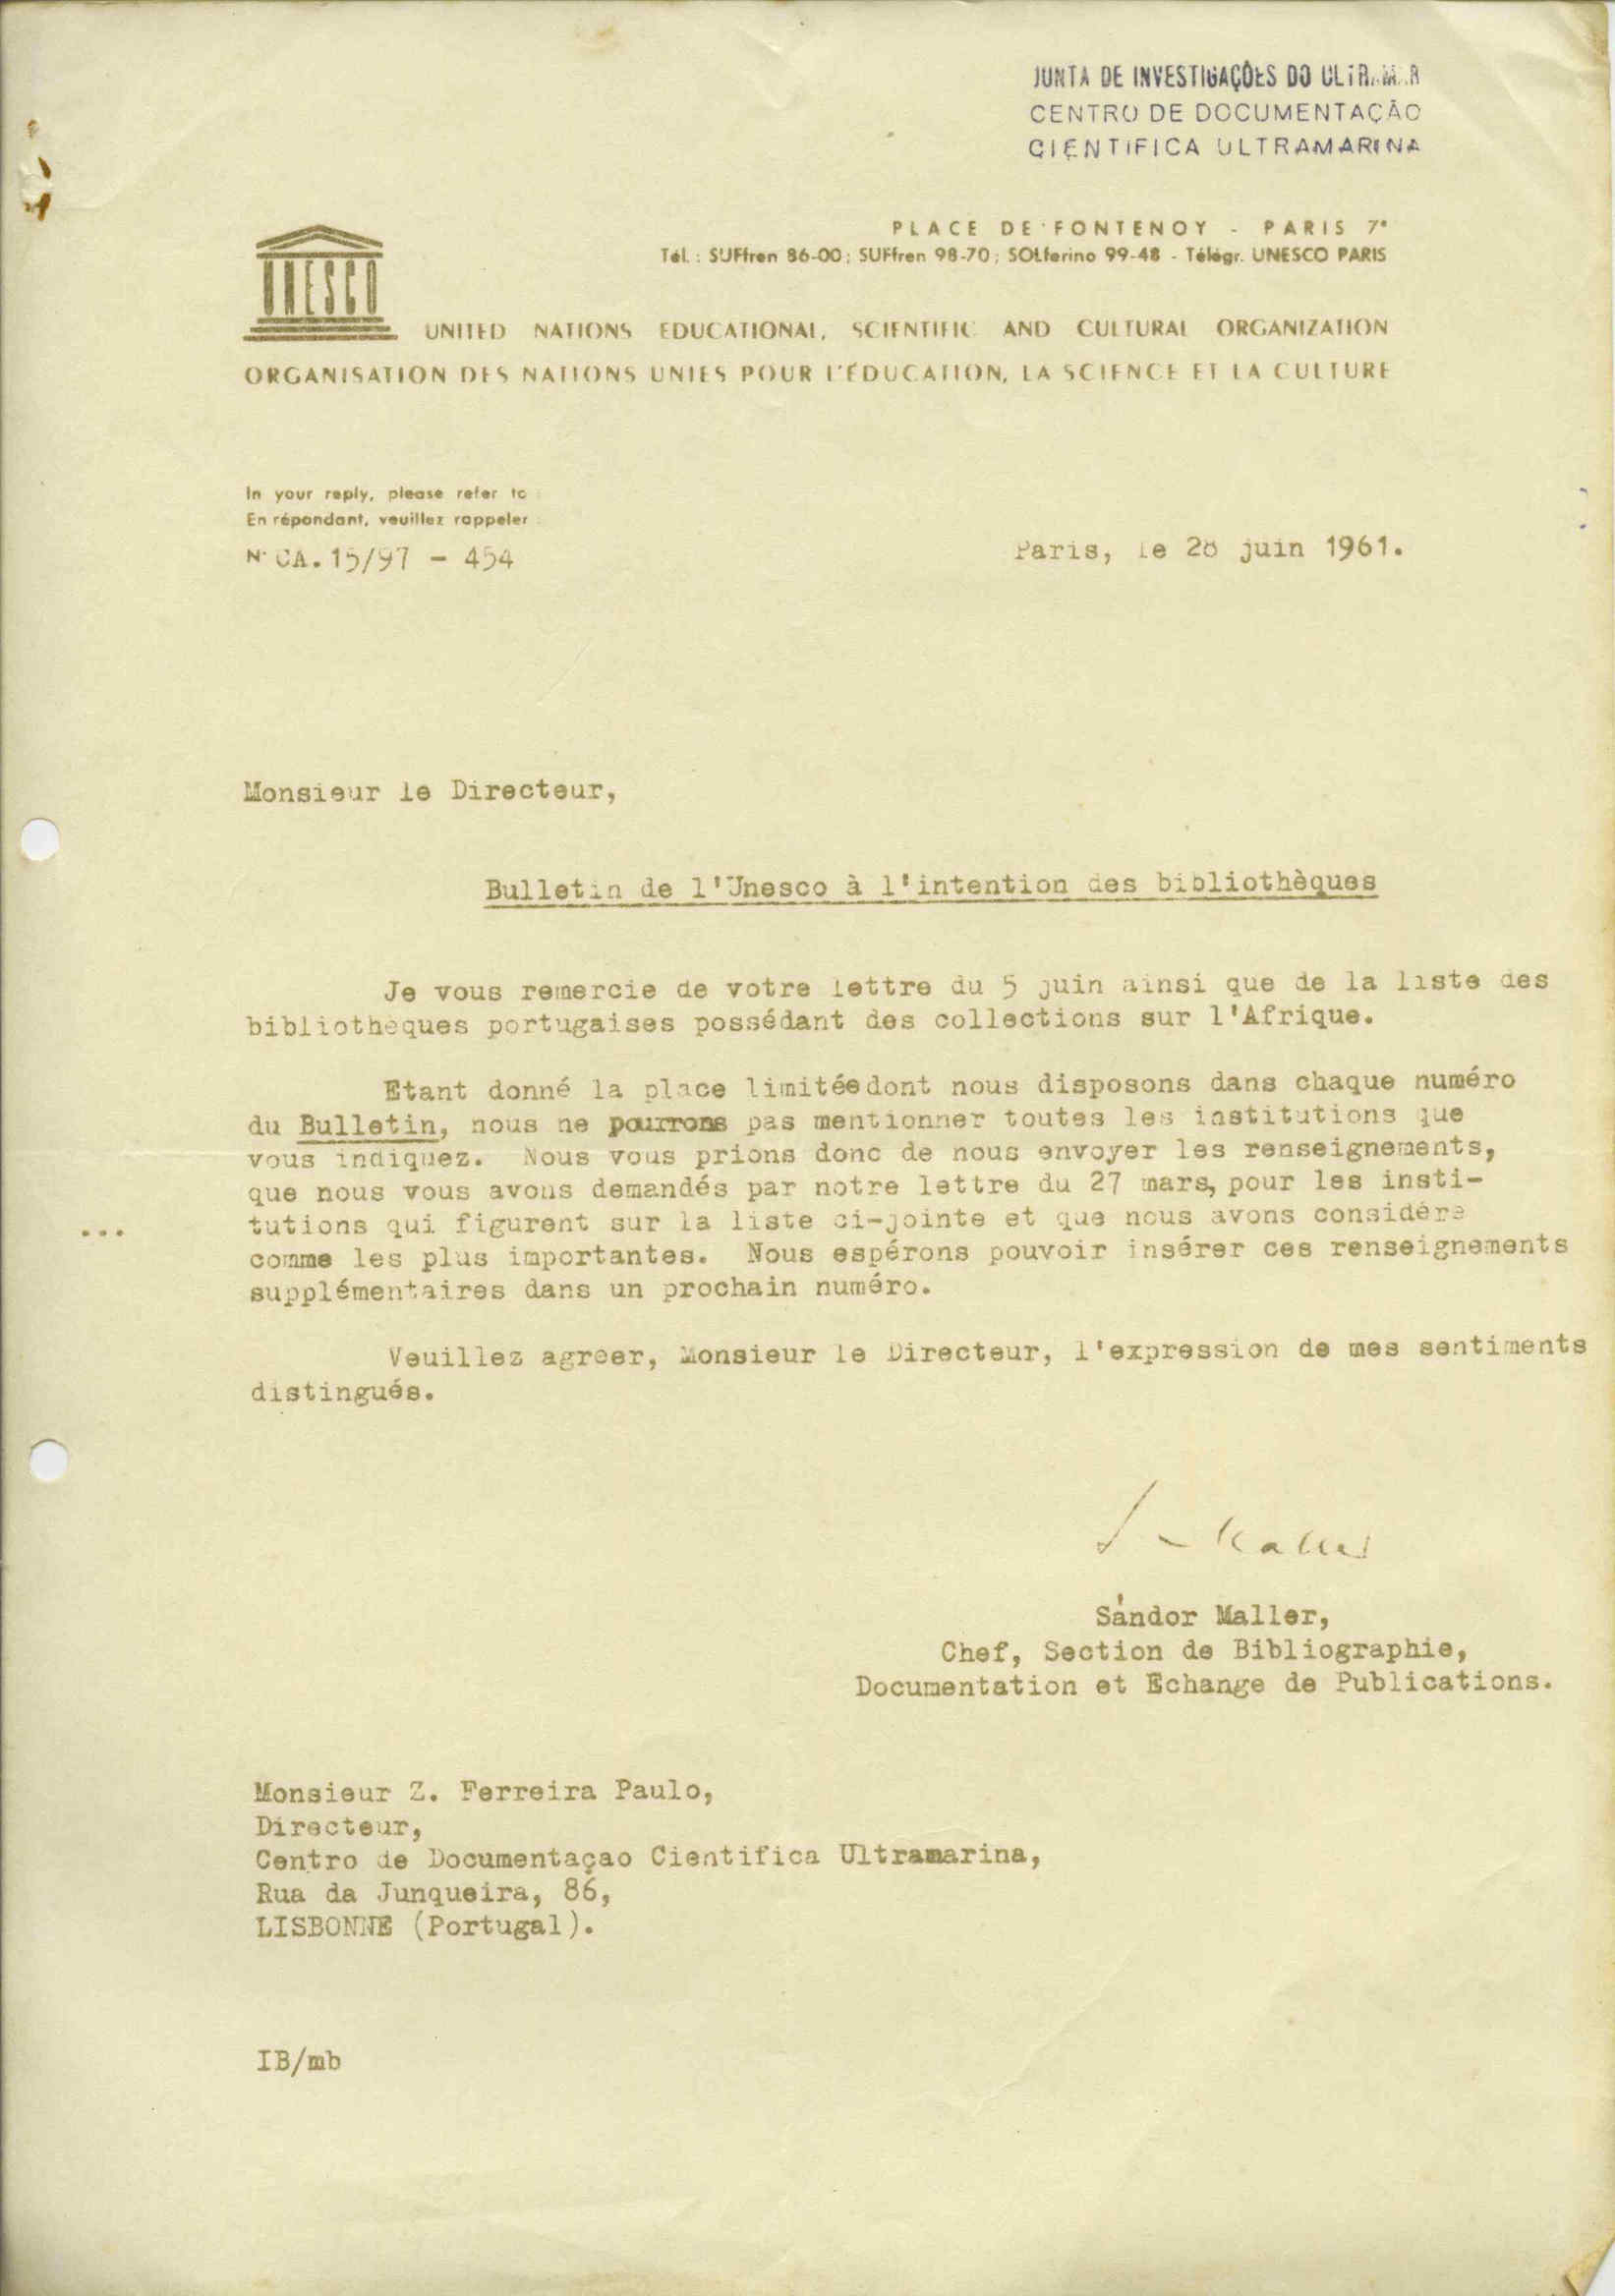 JUNTA DE INVESTIGAÇÕES DO ULTRAMAR
CENTRO DE DOCUMENTAÇÃO
CIENTIFICA ULTRAMARINA
PLACE DE FONTENOY - PARIS 7e
Tél. : SUFfren 86-00 ; SUFfren 98-70 ; SOLferino 99-48 - Télégr. UNESCO PARIS
UNESCO
UNITED NATIONS EDUCATIONAL, SCIENTIFIC AND CULTURAL ORGANIZATION
ORGANISATION DES NATIONS UNIES POUR L'ÉDUCATION, LA SCIENCE ET LA CULTURE
In your reply, please refer to :
En répondant, veuillez rappeler :
N° CA.15/97 - 454
Paris, le 28 juin 1961.
Monsieur le Directeur,
Bulletin de l'Unesco à l'intention des bibliothèques
Je vous remercie de votre lettre du 5 juin ainsi que de la liste des
bibliothèques portugaises possédant des collections sur l'Afrique.
Etant donné la place limitée dont nous disposons dans chaque numéro
du Bulletin, nous ne pourrons pas mentionner toutes les institutions que
vous indiquez. Nous vous prions donc de nous envoyer les renseignements,
que nous vous avons demandés par notre lettre du 27 mars, pour les insti-
tutions qui figurent sur la liste ci-jointe et que nous avons considéré
...
comme les plus importantes. Nous espérons pouvoir insérer ces renseignements
supplémentaires dans un prochain numéro.
Veuillez agréer, Monsieur le Directeur, l'expression de mes sentiments
distingués.
Sándor Maller,
Chef, Section de Bibliographie,
Documentation et Echange de Publications.
Monsieur Z. Ferreira Paulo,
Directeur,
Centro de Documentaçao Cientifica Ultramarina,
Rua da Junqueira, 86,
LISBONNE (Portugal).
IB/mb